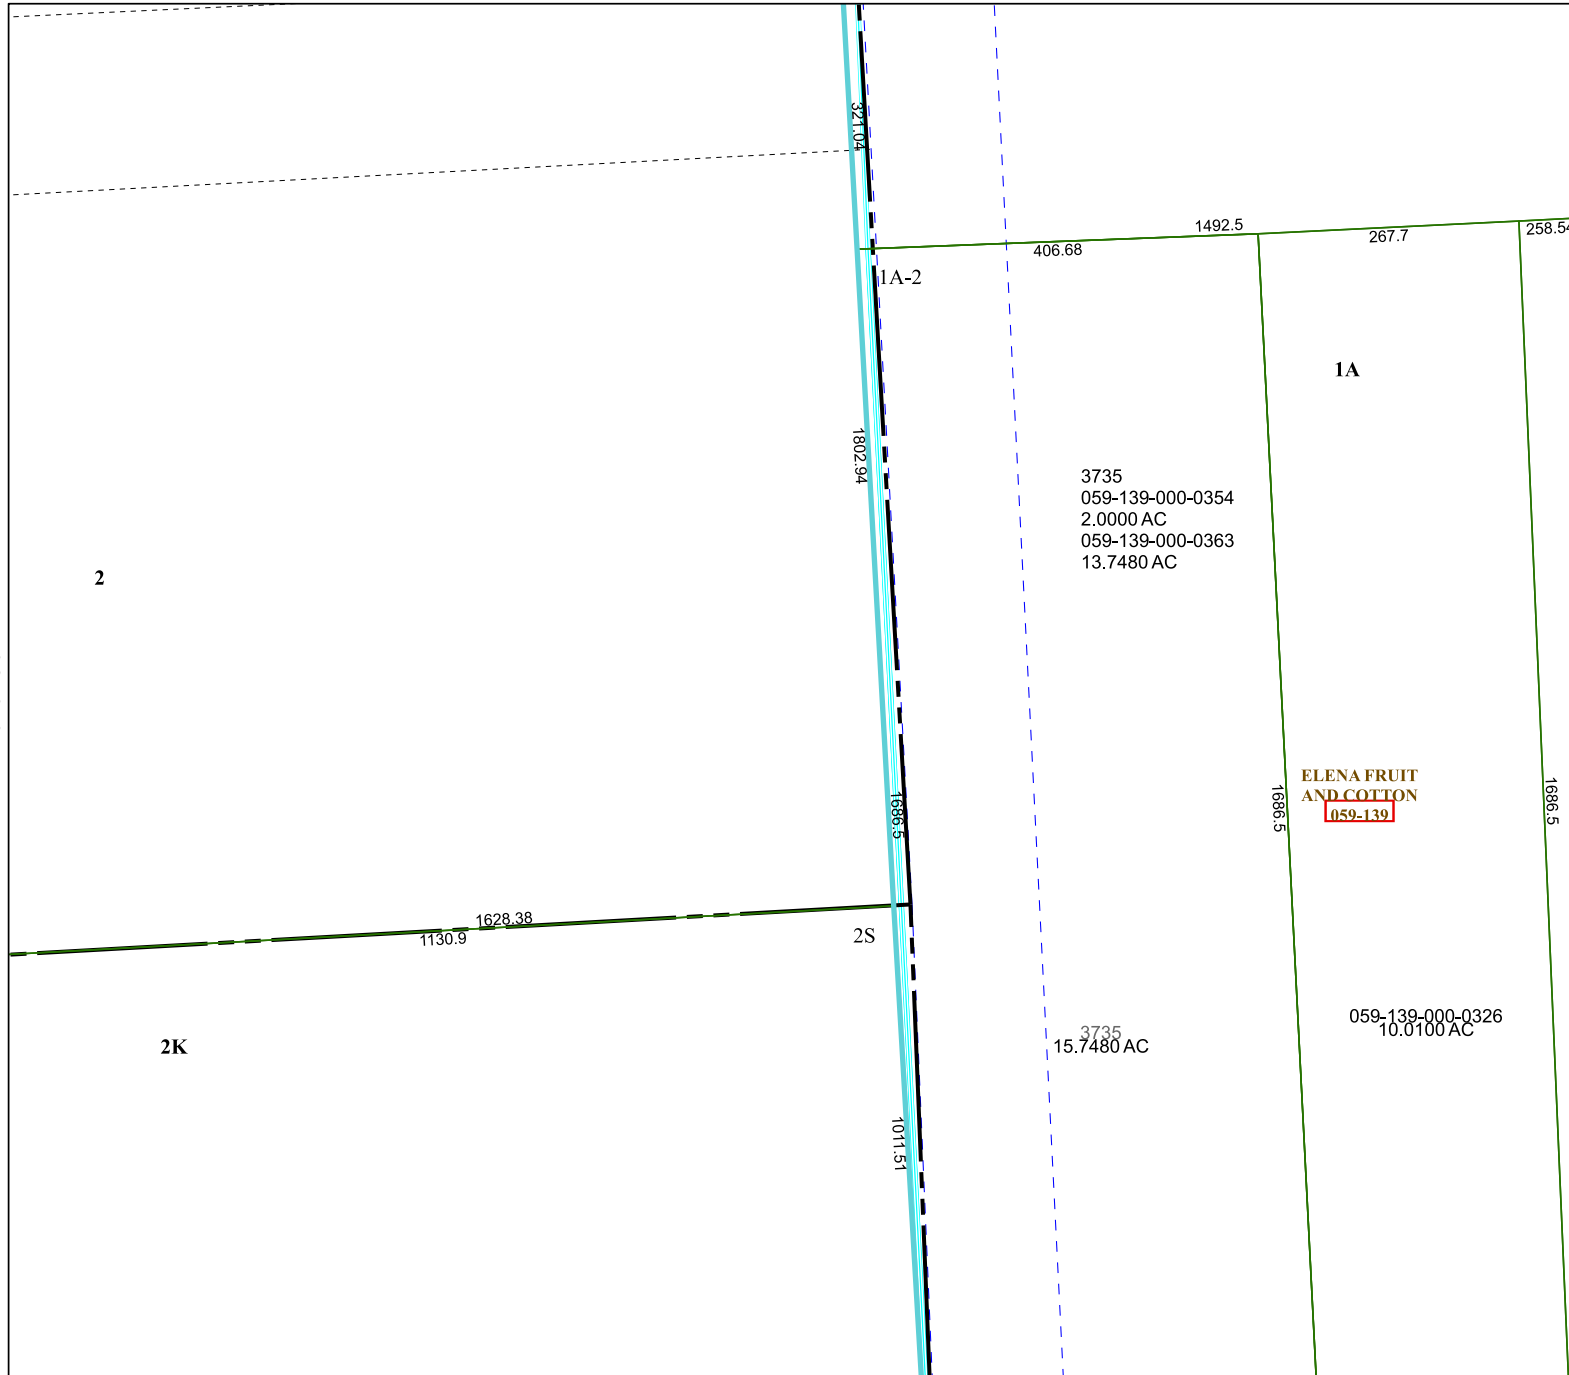 321.04
1492.5
406.68
267.7
258.54
1A-2
1A
1802.94
3735
059-139-000-0354
2.0000 AC
059-139-000-0363
13.7480 AC
2
ELENA FRUIT
AND COTTON
059-139
1686.5
1686.5
1686.5
1628.38
1130.9
2S
2K
3735
15.7480 AC
059-139-000-0326
10.0100 AC
1011.51